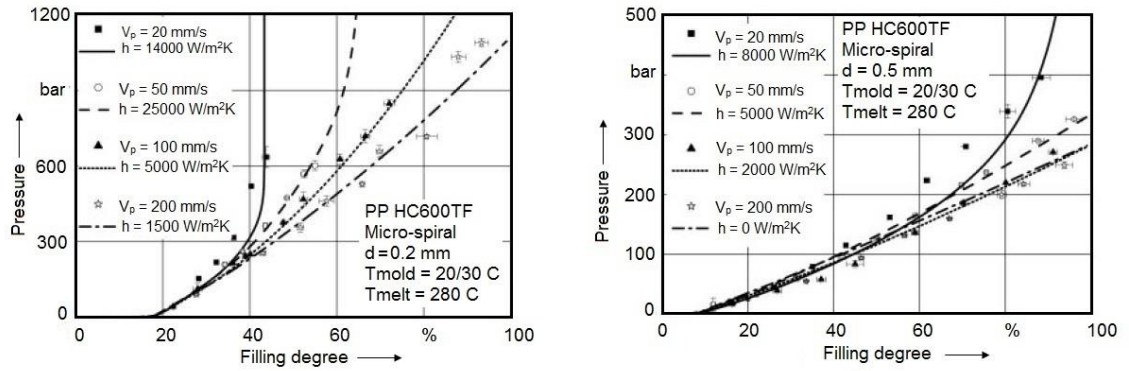 1200
bar
600
300
0
Pressure
Vp = 20 mm/s
h = 14000 W/m²K
Vp = 50 mm/s
h = 25000 W/m²K
Vp = 100 mm/s
h = 5000 W/m²K
Vp = 200 mm/s
h = 1500 W/m²K
PP HC600TF
Micro-spiral
d = 0.2 mm
Tmold = 20/30 C
Tmelt = 280 C
0 20 40 60 % 100
Filling degree
500
bar
300
200
100
0
Pressure
Vp = 20 mm/s
h = 8000 W/m²K
Vp = 50 mm/s
h = 5000 W/m²K
Vp = 100 mm/s
h = 2000 W/m²K
Vp = 200 mm/s
h = 0 W/m²K
PP HC600TF
Micro-spiral
d = 0.5 mm
Tmold = 20/30 C
Tmelt = 280 C
0 20 40 60 % 100
Filling degree